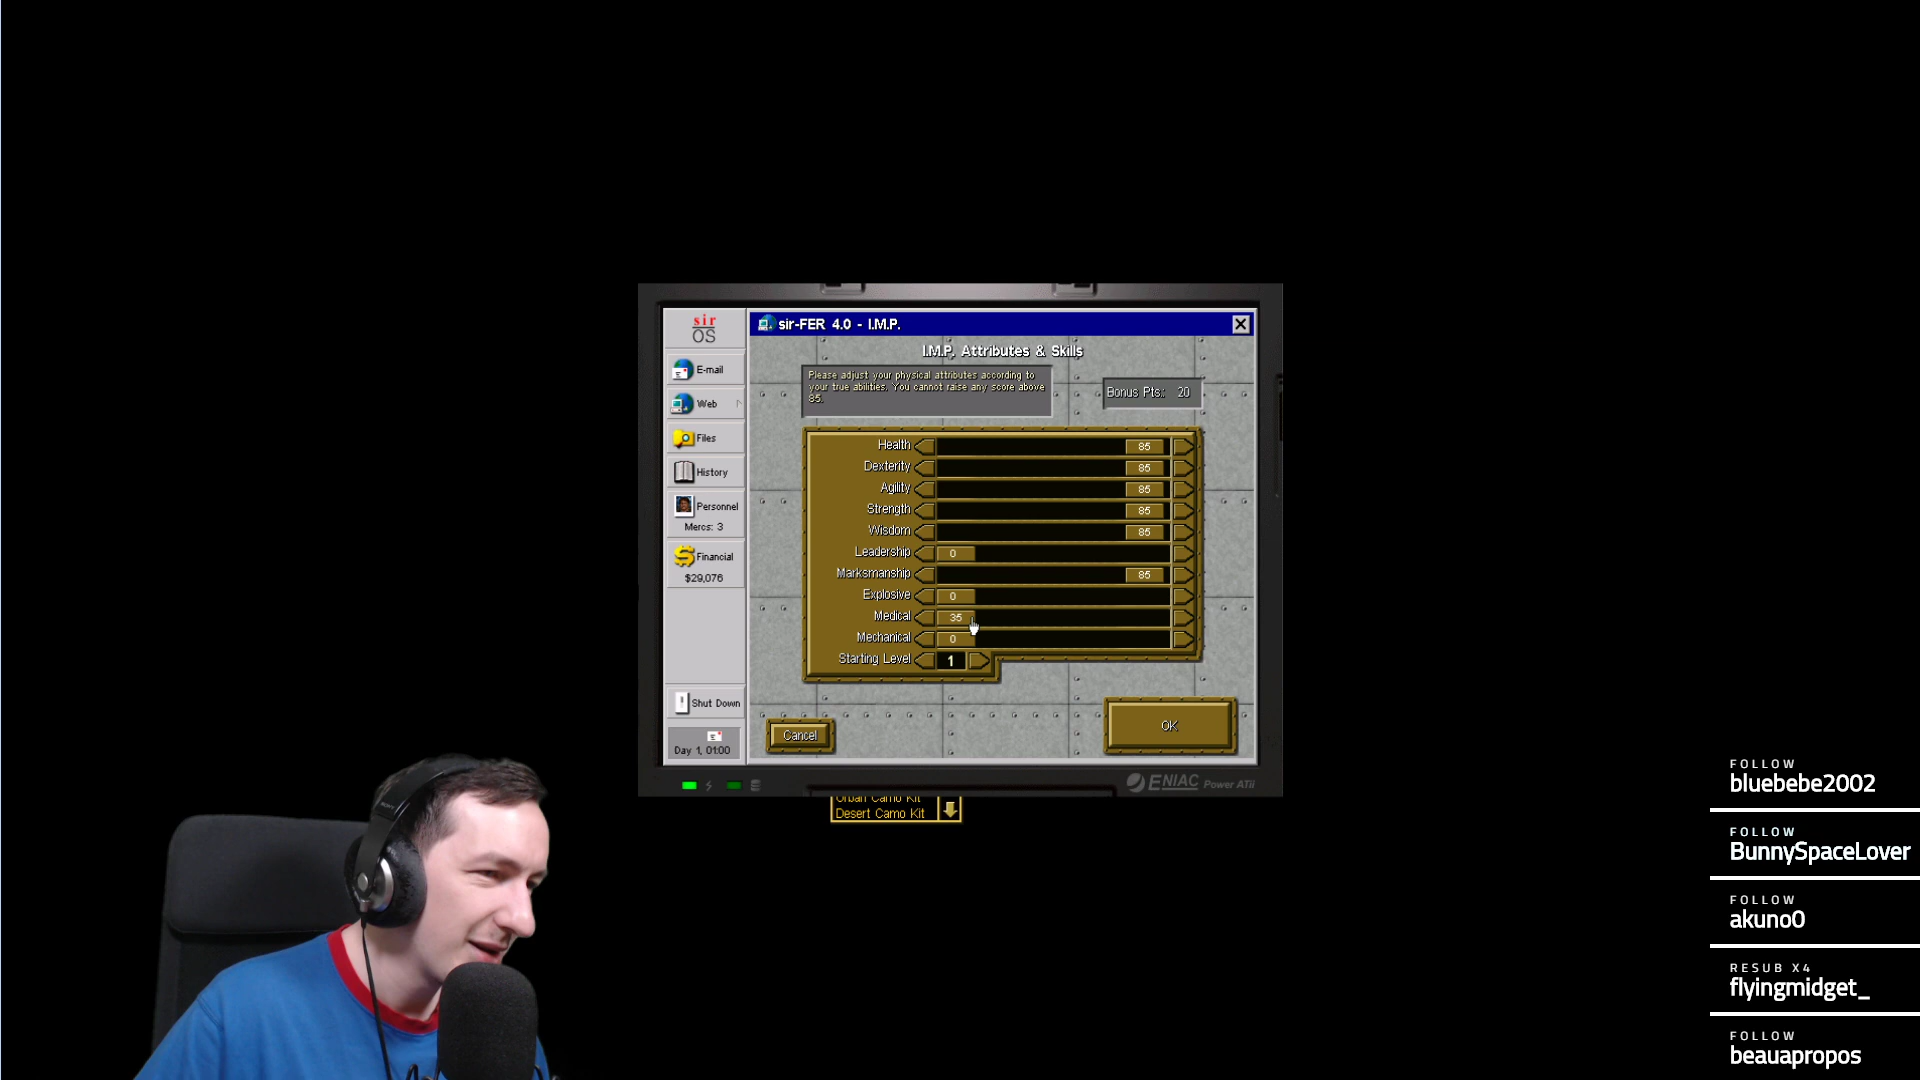 sir
OS
E-mail
Web
Files
History
Personnel
Mercs: 3
Financial
$29,076
Shut Down
Day 1, 01:00
sir-FER 4.0 - I.M.P.
I.M.P. Attributes & Skills
Please adjust your physical attributes according to
your true abilities. You cannot raise any score above
85.
Bonus Pts.: 20
Health 85
Dexterity 85
Agility 85
Strength 85
Wisdom 85
Leadership 0
Marksmanship 85
Explosive 0
Medical 35
Mechanical 0
Starting Level 1
Cancel
OK
ENIAC Power ATii
Urban Camo Kit
Desert Camo Kit
FOLLOW
bluebebe2002
FOLLOW
BunnySpaceLover
FOLLOW
akuno0
RESUB X4
flyingmidget_
FOLLOW
beauapropos